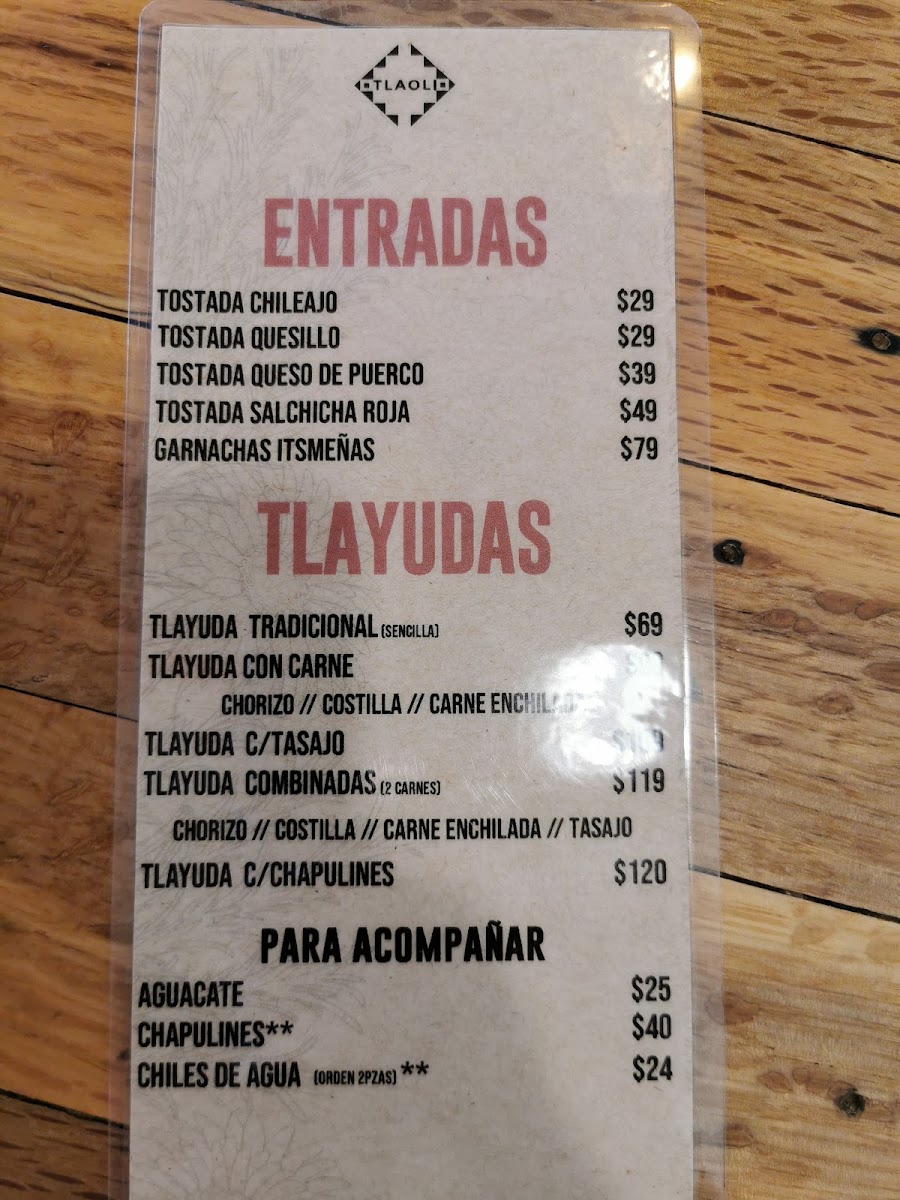 TLAOLI
ENTRADAS
TOSTADA CHILEAJO $29
TOSTADA QUESILLO $29
TOSTADA QUESO DE PUERCO $39
TOSTADA SALCHICHA ROJA $49
GARNACHAS ITSMEÑAS $79
TLAYUDAS
TLAYUDA TRADICIONAL (SENCILLA) $69
TLAYUDA CON CARNE
CHORIZO // COSTILLA // CARNE ENCHILADA
TLAYUDA C/TASAJO
TLAYUDA COMBINADAS (2 CARNES) $119
CHORIZO // COSTILLA // CARNE ENCHILADA // TASAJO
TLAYUDA C/CHAPULINES $120
PARA ACOMPAÑAR
AGUACATE $25
CHAPULINES** $40
CHILES DE AGUA (ORDEN 2PZAS) ** $24